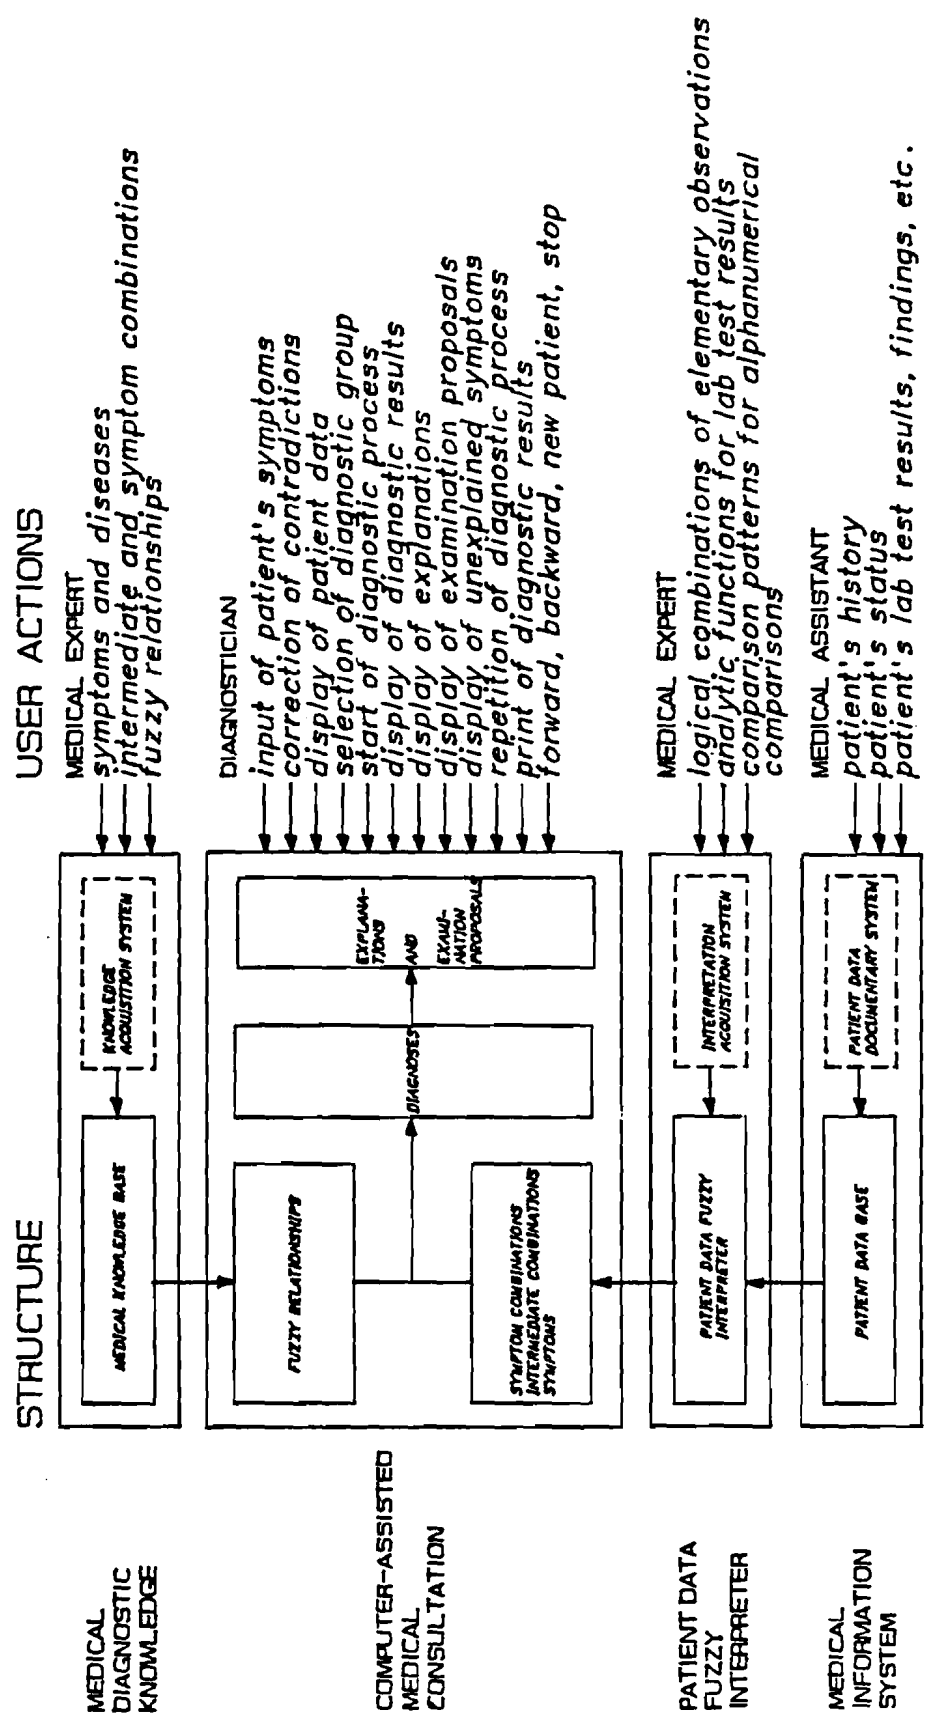 STRUCTURE
USER ACTIONS
MEDICAL
DIAGNOSTIC
KNOWLEDGE
MEDICAL KNOWLEDGE BASE
KNOWLEDGE
ACQUISITION SYSTEM
MEDICAL EXPERT
symptoms and diseases
intermediate and symptom combinations
fuzzy relationships
COMPUTER-ASSISTED
MEDICAL
CONSULTATION
FUZZY RELATIONSHIPS
SYMPTOM COMBINATIONS
INTERMEDIATE COMBINATIONS
SYMPTOMS
DIAGNOSES
EXPLANA-
TIONS
AND
EXAMI-
NATION
PROPOSALS
DIAGNOSTICIAN
input of patient's symptoms
correction of contradictions
display of patient data
selection of diagnostic group
start of diagnostic process
display of diagnostic results
display of explanations
display of examination proposals
display of unexplained symptoms
repetition of diagnostic process
print of diagnostic results
forward, backward, new patient, stop
PATIENT DATA
FUZZY
INTERPRETER
PATIENT DATA FUZZY
INTERPRETER
INTERPRETATION
ACQUISITION SYSTEM
MEDICAL EXPERT
logical combinations of elementary observations
analytic functions for lab test results
comparison patterns for alphanumerical
comparisons
MEDICAL
INFORMATION
SYSTEM
PATIENT DATA BASE
PATIENT DATA
DOCUMENTARY SYSTEM
MEDICAL ASSISTANT
patient's history
patient's status
patient's lab test results, findings, etc.